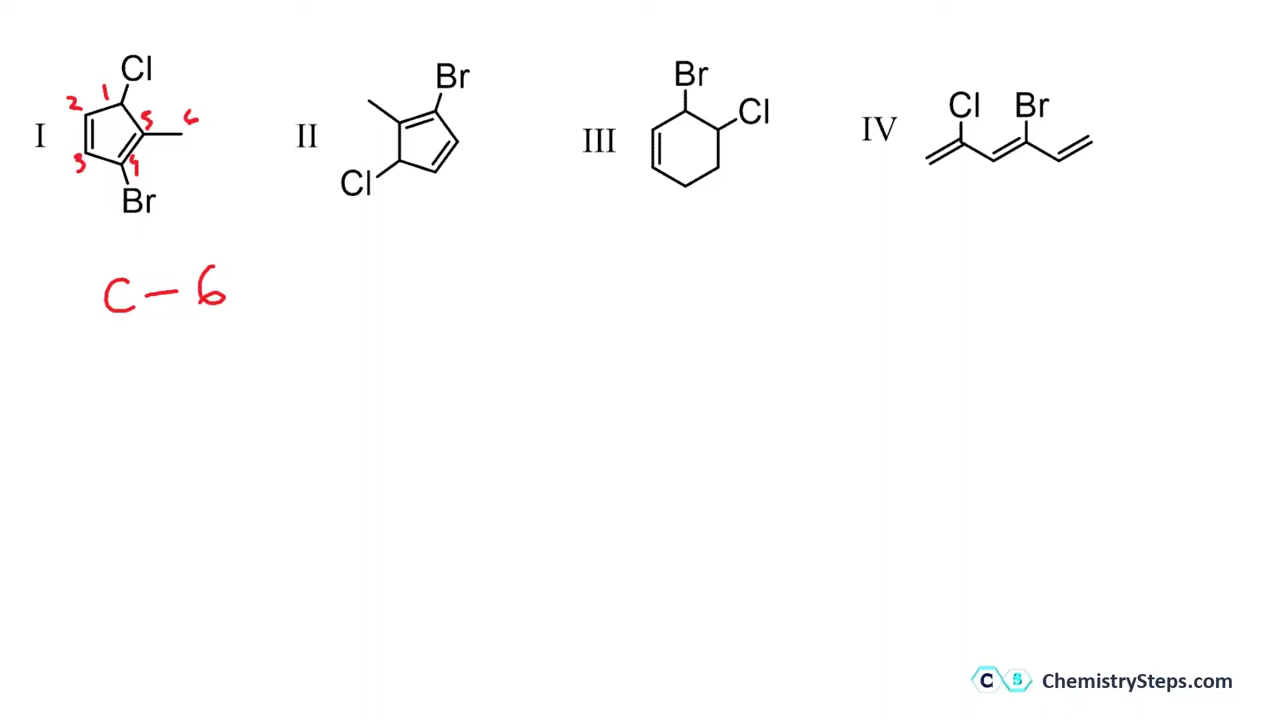 Cl
1
2
5
6
I
3
4
Br
II
Br
Cl
III
Br
Cl
IV
Cl
Br
C - 6
C S ChemistrySteps.com